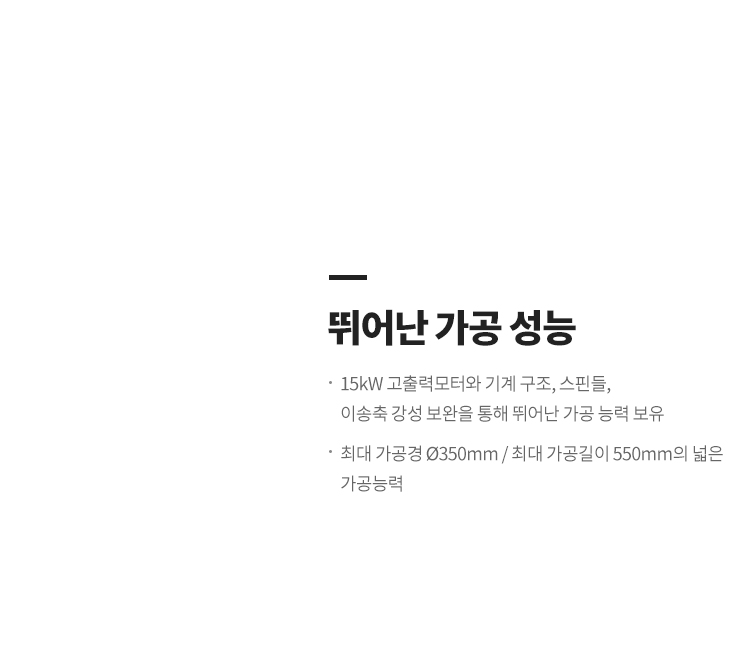 뛰어난 가공 성능
· 15kW 고출력모터와 기계 구조, 스핀들,
이송축 강성 보완을 통해 뛰어난 가공 능력 보유
· 최대 가공경 Ø350mm / 최대 가공길이 550mm의 넓은
가공능력